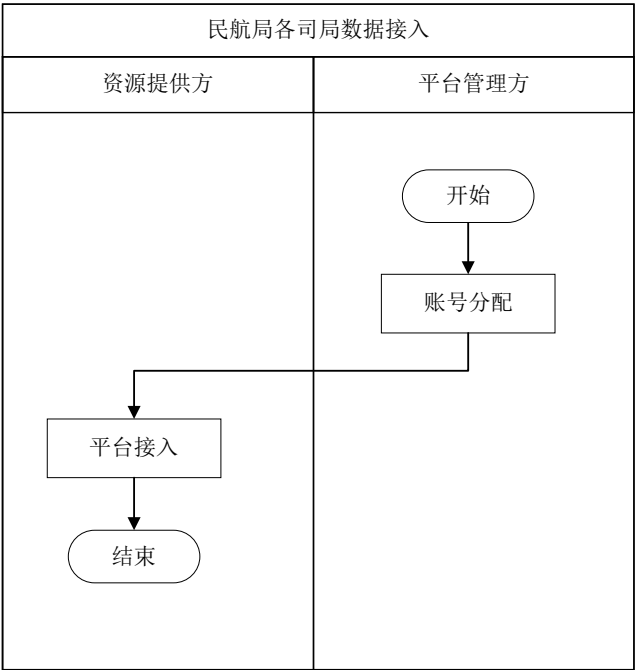 民航局各司局数据接入
资源提供方
平台管理方
开始
账号分配
平台接入
结束